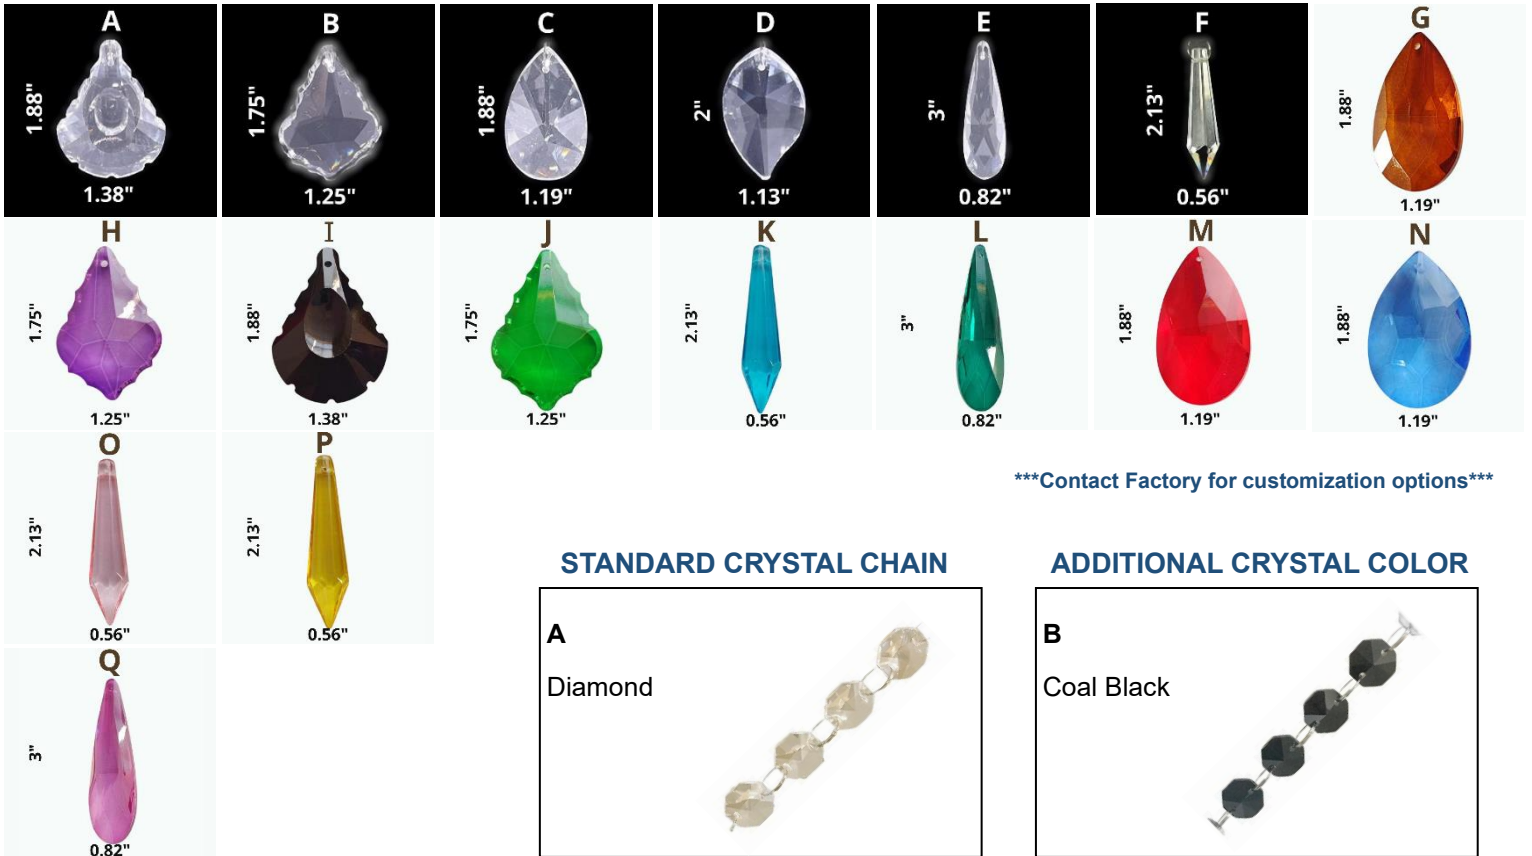 A
1.88"
1.38"
B
1.75"
1.25"
C
1.88"
1.19"
D
2"
1.13"
E
3"
0.82"
F
2.13"
0.56"
G
1.88"
1.19"
H
1.75"
1.25"
I
1.88"
1.38"
J
1.75"
1.25"
K
2.13"
0.56"
L
3"
0.82"
M
1.88"
1.19"
N
1.88"
1.19"
O
2.13"
0.56"
P
2.13"
0.56"
***Contact Factory for customization options***
Q
3"
0.82"
STANDARD CRYSTAL CHAIN
A
Diamond
ADDITIONAL CRYSTAL COLOR
B
Coal Black